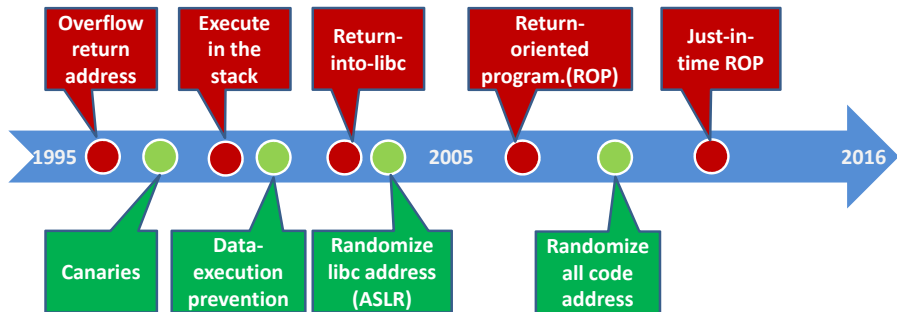 Overflow
return
address
Execute
in the
stack
Return-
into-libc
Return-
oriented
program.(ROP)
Just-in-
time ROP
1995
2005
2016
Canaries
Data-
execution
prevention
Randomize
libc address
(ASLR)
Randomize
all code
address